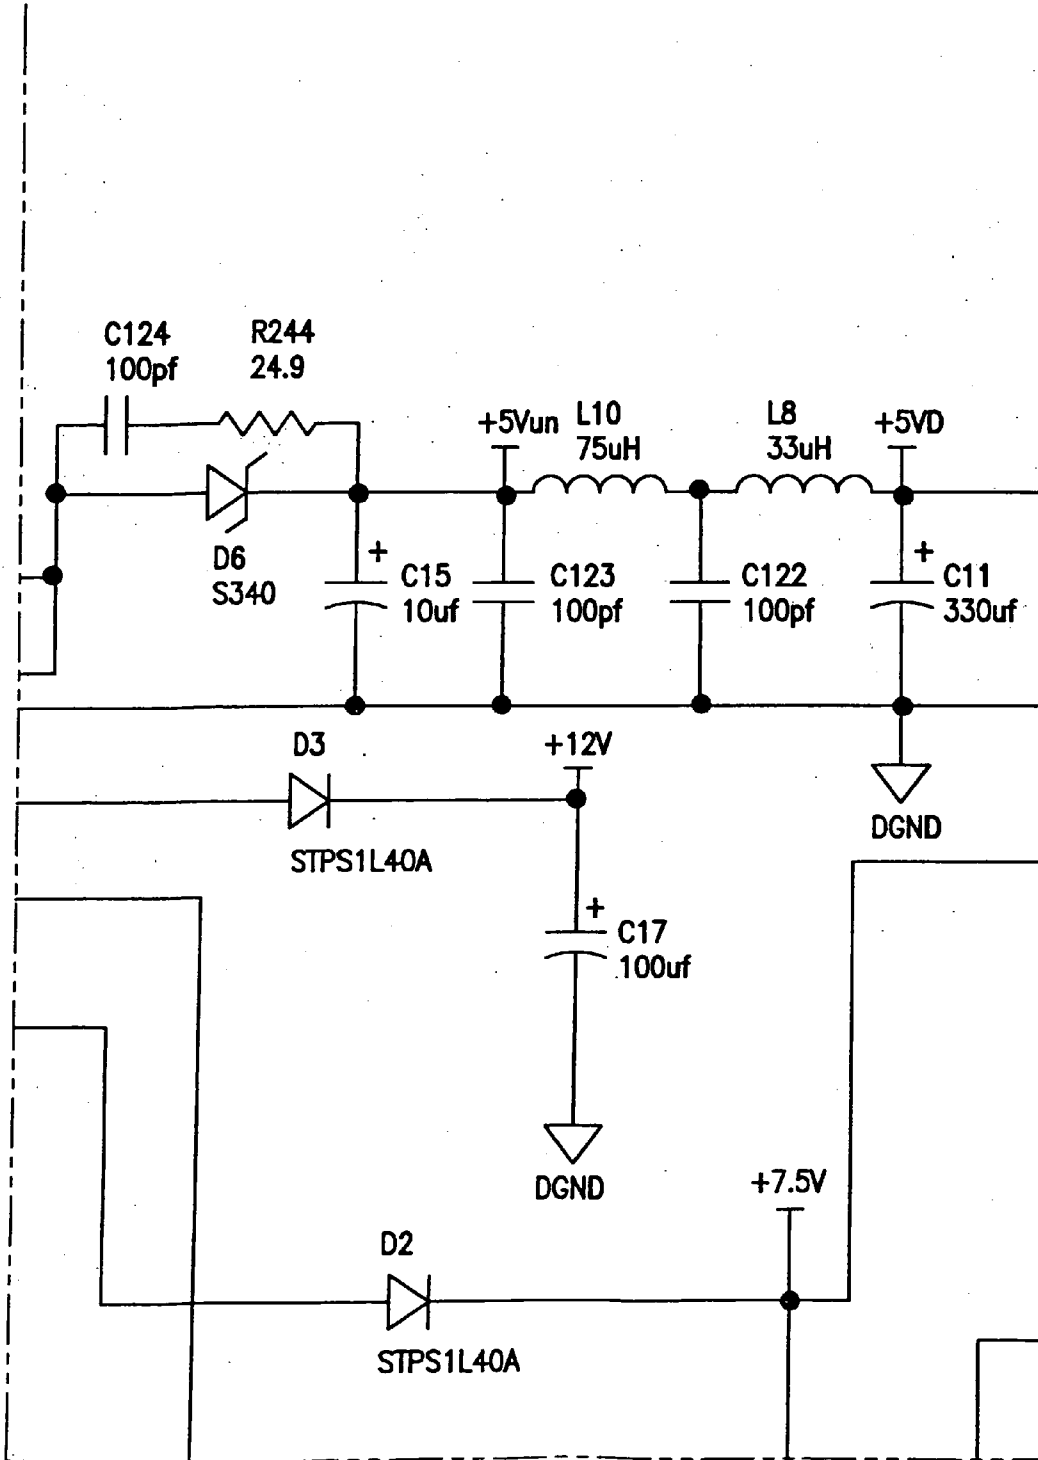 C124
100pf
R244
24.9
+5Vun
L10
75uH
L8
33uH
+5VD
D6
S340
+
C15
10uf
C123
100pf
C122
100pf
+
C11
330uf
D3
STPS1L40A
+12V
DGND
+
C17
100uf
DGND
+7.5V
D2
STPS1L40A